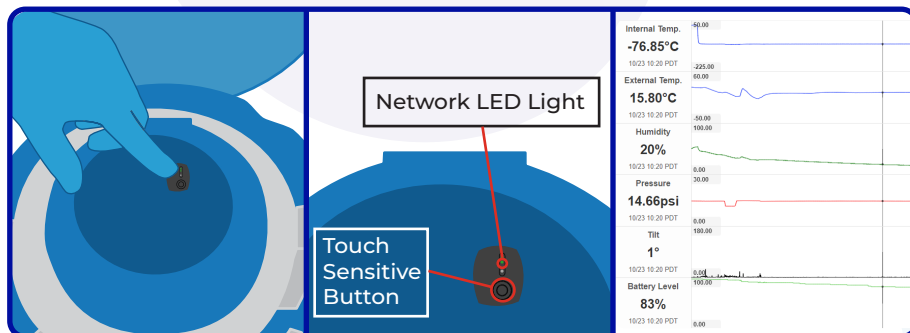 Network LED Light
Touch
Sensitive
Button
Internal Temp.
-76.85°C
10/23 10:20 PDT
-50.00
-225.00
External Temp.
15.80°C
10/23 10:20 PDT
60.00
-50.00
Humidity
20%
10/23 10:20 PDT
100.00
0.00
Pressure
14.66psi
10/23 10:20 PDT
30.00
0.00
Tilt
1°
10/23 10:20 PDT
180.00
0.00
Battery Level
83%
10/23 10:20 PDT
100.00
0.00